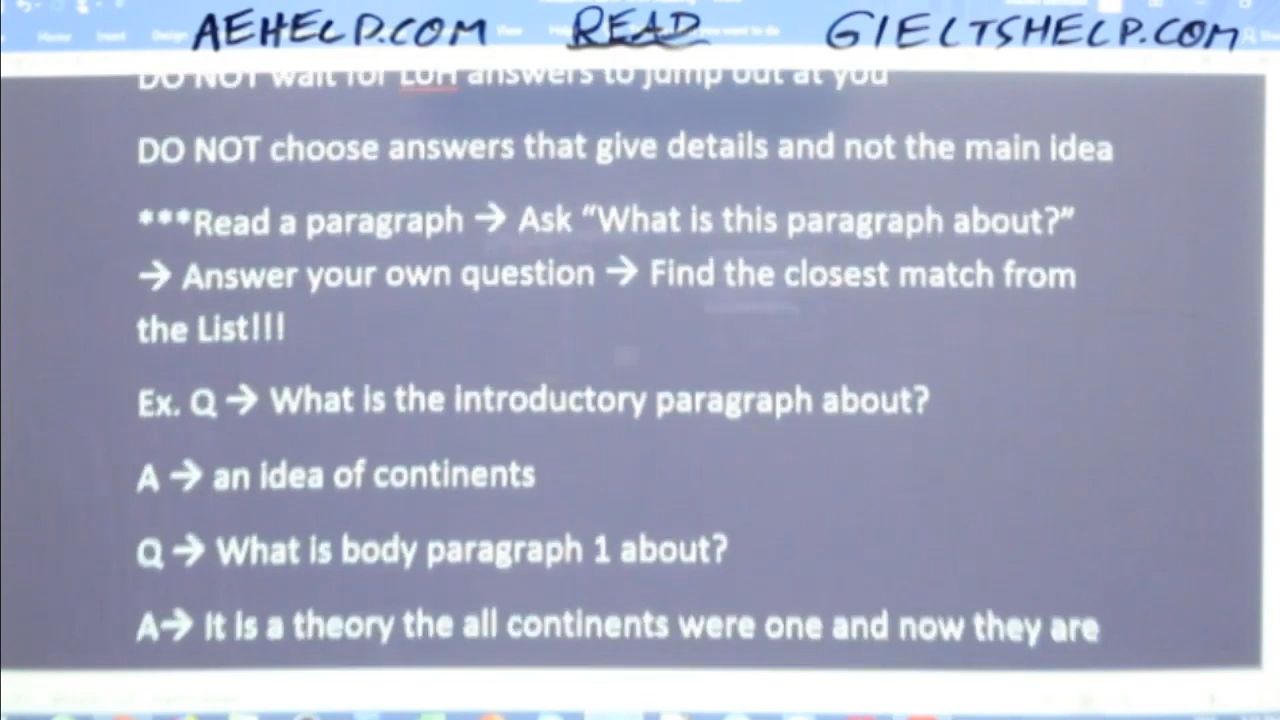 AEHELP.COM READ GIELTSHELP.COM
Home Insert Design View
DO NOT wait for LOH answers to jump out at you
DO NOT choose answers that give details and not the main idea
***Read a paragraph → Ask “What is this paragraph about?”
→ Answer your own question → Find the closest match from
the List!!!
Ex. Q → What is the introductory paragraph about?
A → an idea of continents
Q → What is body paragraph 1 about?
A→ It is a theory the all continents were one and now they are